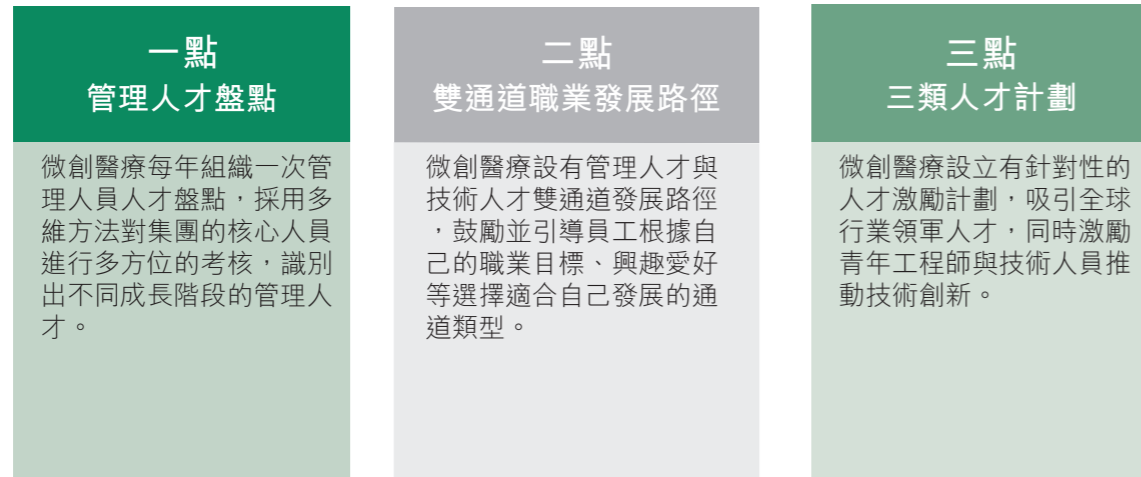 一點
管理人才盤點
微創醫療每年組織一次管
理人員人才盤點，採用多
維方法對集團的核心人員
進行多方位的考核，識別
出不同成長階段的管理人
才。
二點
雙通道職業發展路徑
微創醫療設有管理人才與
技術人才雙通道發展路徑
，鼓勵並引導員工根據自
己的職業目標、興趣愛好
等選擇適合自己發展的通
道類型。
三點
三類人才計劃
微創醫療設立有針對性的
人才激勵計劃，吸引全球
行業領軍人才，同時激勵
青年工程師與技術人員推
動技術創新。